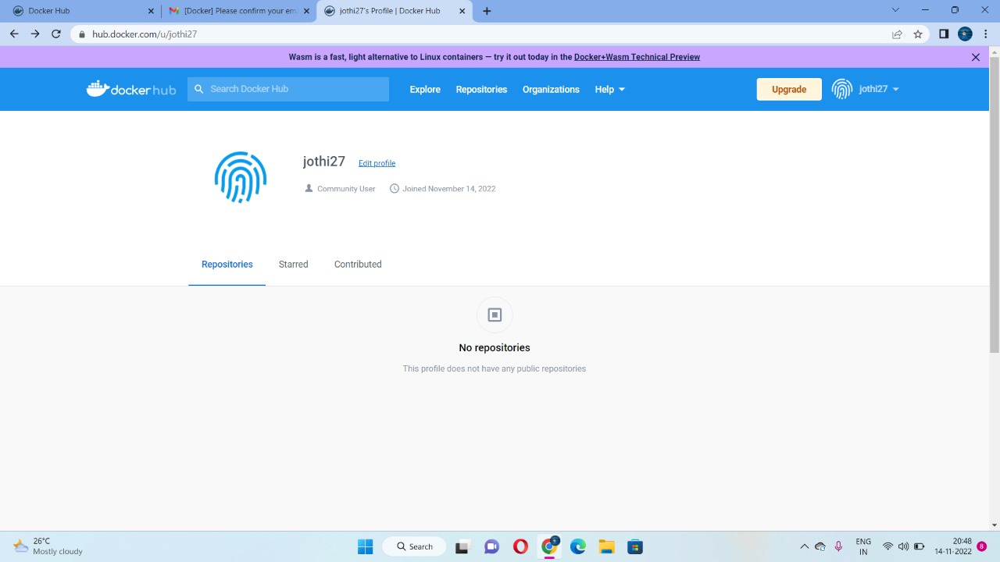 Docker Hub
[Docker] Please confirm your em
jothi27's Profile | Docker Hub
hub.docker.com/u/jothi27
Wasm is a fast, light alternative to Linux containers — try it out today in the Docker+Wasm Technical Preview
docker hub
Search Docker Hub
Explore
Repositories
Organizations
Help
Upgrade
jothi27
jothi27
Edit profile
Community User
Joined November 14, 2022
Repositories
Starred
Contributed
No repositories
This profile does not have any public repositories
26°C
Mostly cloudy
Search
ENG
IN
20:48
14-11-2022
8